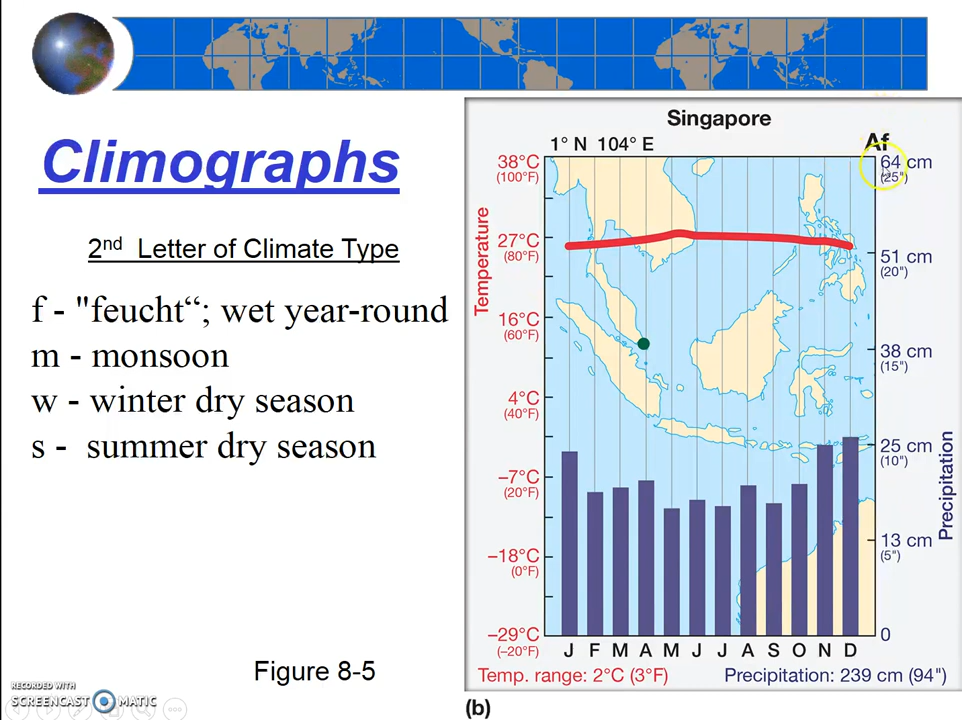 Climographs
2nd Letter of Climate Type
f - "feucht“; wet year-round
m - monsoon
w - winter dry season
s - summer dry season
Figure 8-5
RECORDED WITH
SCREENCAST MATIC
Singapore
1° N 104° E
Af
38°C
(100°F)
27°C
(80°F)
16°C
(60°F)
4°C
(40°F)
−7°C
(20°F)
−18°C
(0°F)
−29°C
(−20°F)
Temperature
64 cm
(25")
51 cm
(20")
38 cm
(15")
25 cm
(10")
13 cm
(5")
0
Precipitation
J F M A M J J A S O N D
Temp. range: 2°C (3°F) Precipitation: 239 cm (94")
(b)